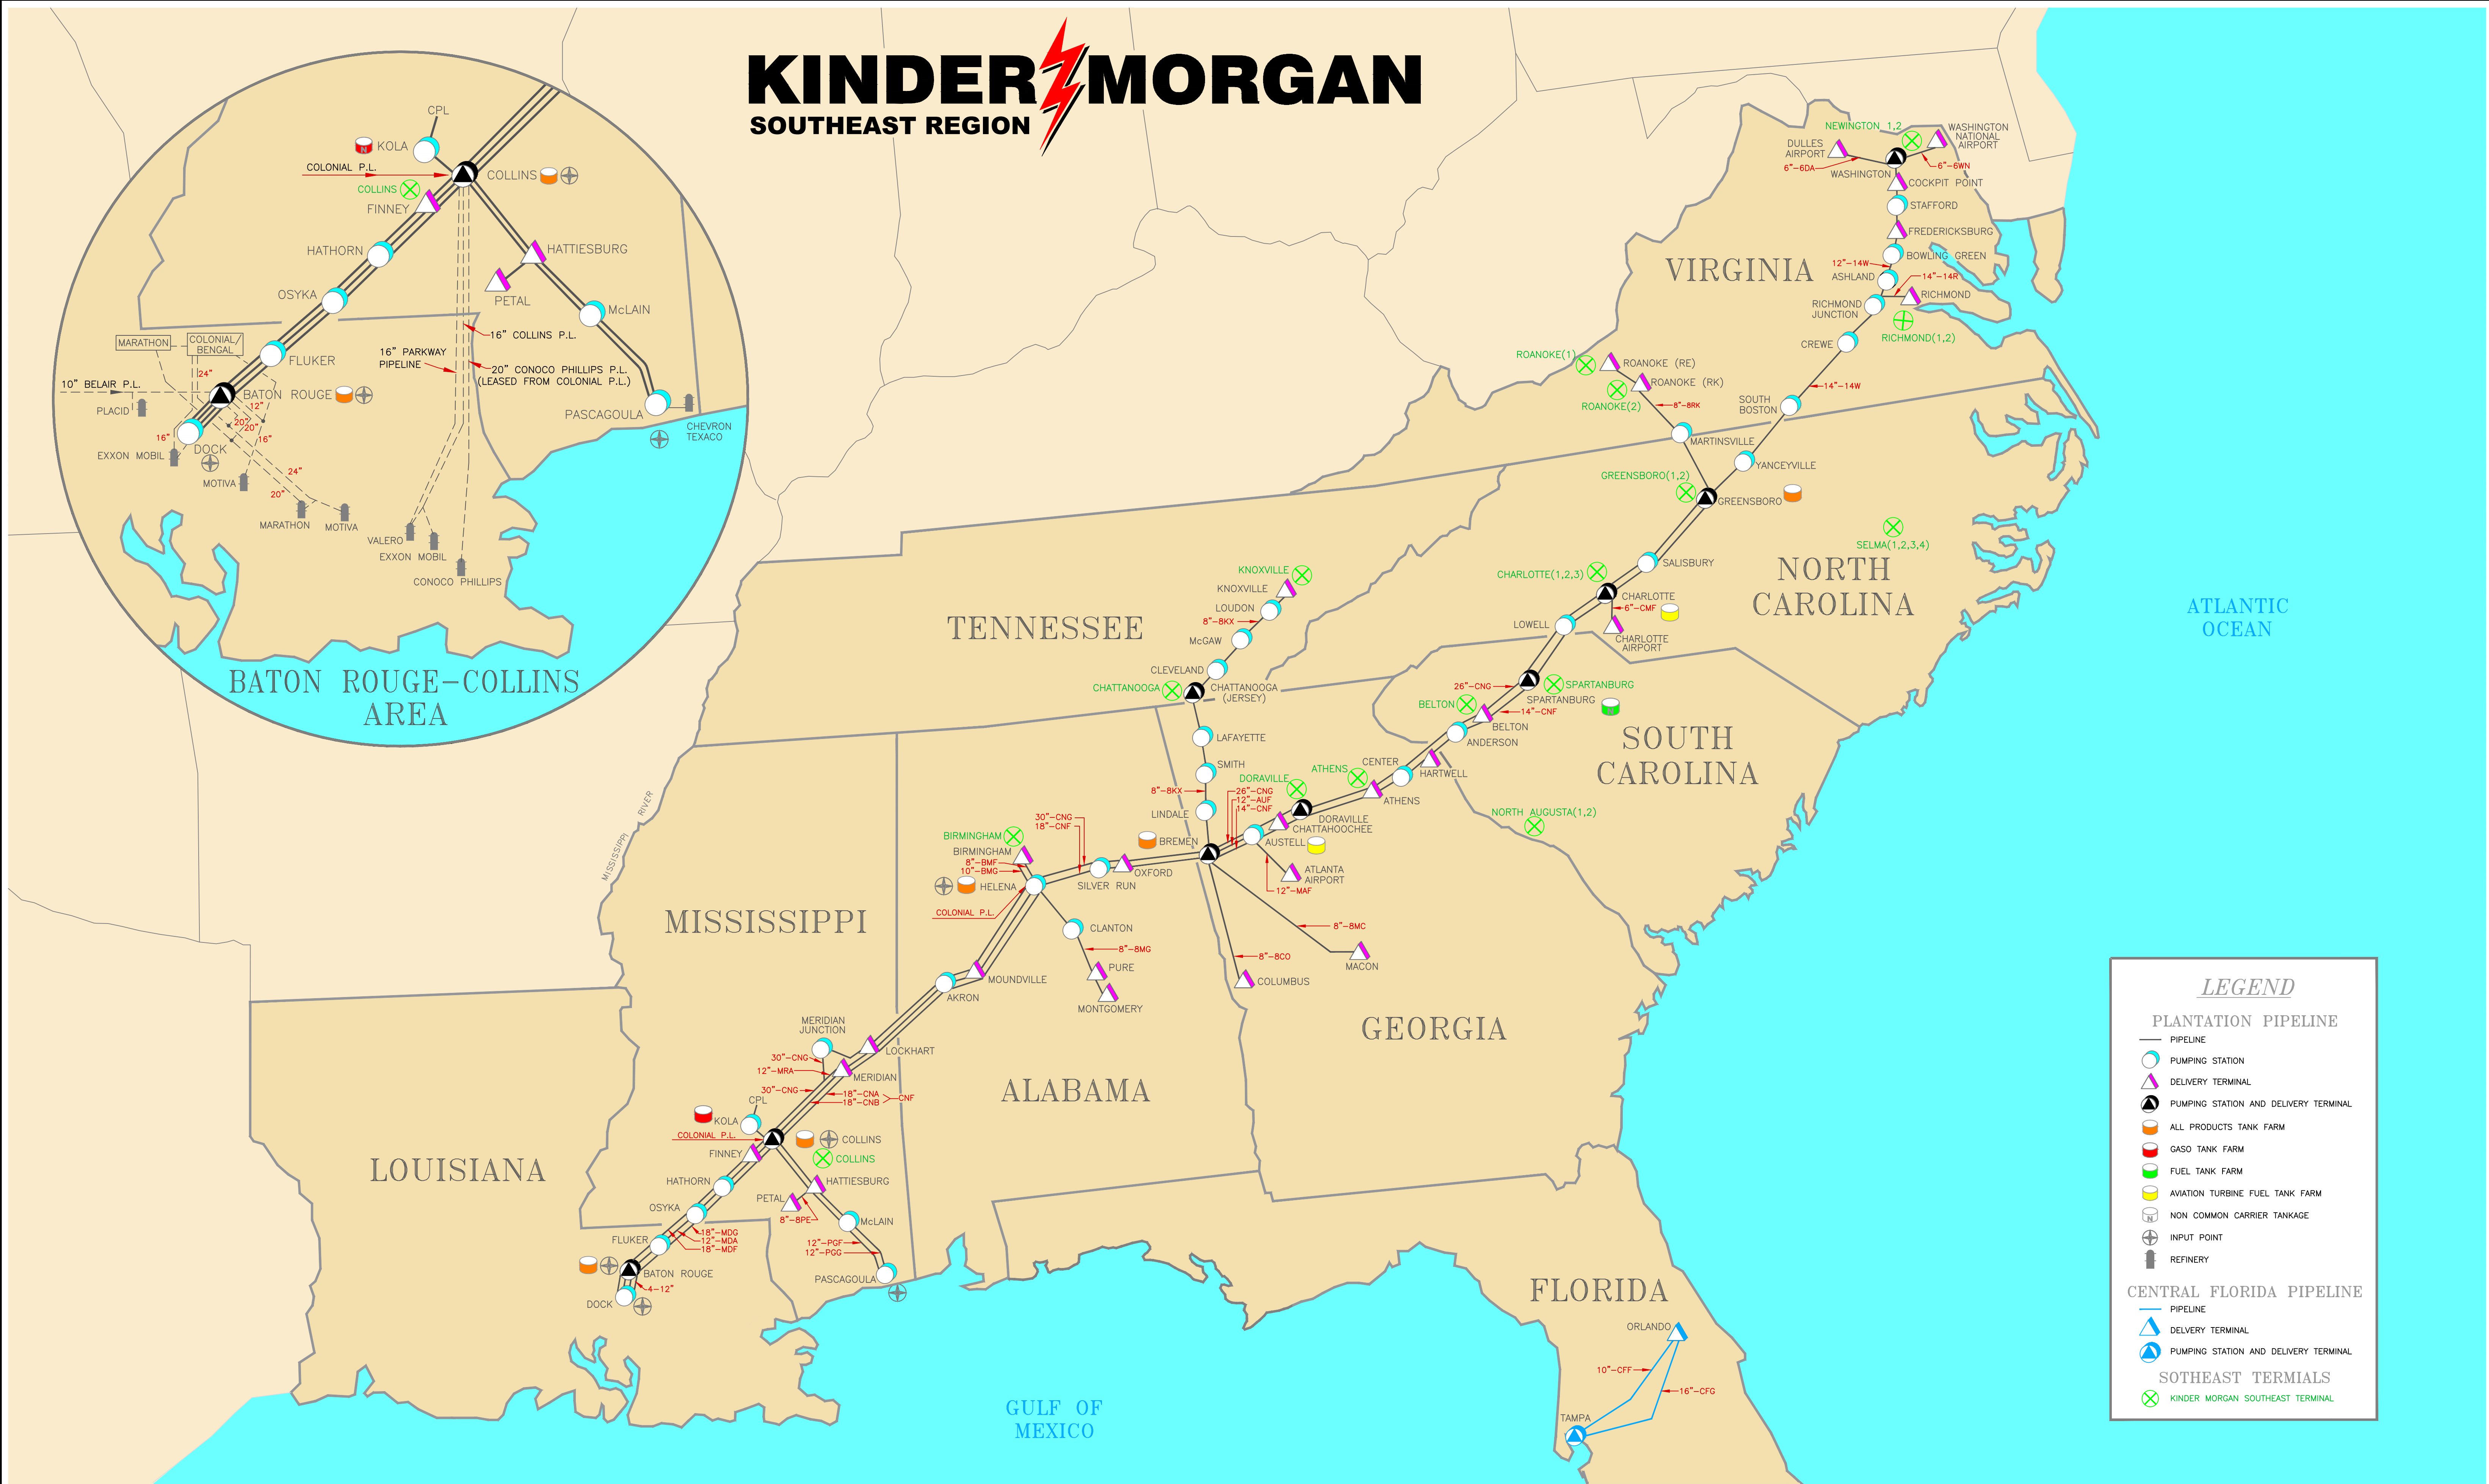 KINDER MORGAN
SOUTHEAST REGION
CPL
KOLA
N
COLONIAL P.L.
COLLINS
COLLINS
FINNEY
HATHORN
HATTIESBURG
PETAL
OSYKA
McLAIN
MARATHON
COLONIAL/
BENGAL
FLUKER
24"
16" COLLINS P.L.
16" PARKWAY
PIPELINE
20" CONOCO PHILLIPS P.L.
(LEASED FROM COLONIAL P.L.)
10" BELAIR P.L.
BATON ROUGE
PLACID
12"
20"
20"
16"
16"
DOCK
PASCAGOULA
CHEVRON
TEXACO
EXXON MOBIL
MOTIVA
24"
20"
MARATHON
MOTIVA
VALERO
EXXON MOBIL
CONOCO PHILLIPS
BATON ROUGE-COLLINS
AREA
NEWINGTON 1,2
WASHINGTON
NATIONAL
AIRPORT
DULLES
AIRPORT
6"-6DA
6"-6WN
WASHINGTON
COCKPIT POINT
STAFFORD
FREDERICKSBURG
VIRGINIA
BOWLING GREEN
12"-14W
ASHLAND
14"-14R
RICHMOND
RICHMOND
JUNCTION
RICHMOND(1,2)
CREWE
ROANOKE(1)
ROANOKE (RE)
ROANOKE (RK)
ROANOKE(2)
8"-8RK
14"-14W
SOUTH
BOSTON
MARTINSVILLE
YANCEYVILLE
GREENSBORO(1,2)
GREENSBORO
SELMA(1,2,3,4)
NORTH
CAROLINA
SALISBURY
CHARLOTTE(1,2,3)
CHARLOTTE
6"-CMF
LOWELL
CHARLOTTE
AIRPORT
ATLANTIC
OCEAN
TENNESSEE
KNOXVILLE
KNOXVILLE
LOUDON
8"-8KX
McGAW
CLEVELAND
CHATTANOOGA
CHATTANOOGA
(JERSEY)
26"-CNG
SPARTANBURG
SPARTANBURG
14"-CNF
BELTON
BELTON
ANDERSON
SOUTH
CAROLINA
LAFAYETTE
SMITH
8"-8KX
LINDALE
CENTER
HARTWELL
ATHENS
ATHENS
DORAVILLE
DORAVILLE
26"-CNG
12"-AUF
14"-CNF
CHATTAHOOCHEE
AUSTELL
NORTH AUGUSTA(1,2)
MISSISSIPPI RIVER
30"-CNG
18"-CNF
BIRMINGHAM
BIRMINGHAM
8"-BMF
10"-BMG
HELENA
BREMEN
OXFORD
SILVER RUN
ATLANTA
AIRPORT
12"-MAF
COLONIAL P.L.
CLANTON
8"-8MG
PURE
MONTGOMERY
8"-8MC
MACON
8"-8CO
COLUMBUS
MISSISSIPPI
MOUNDVILLE
AKRON
MERIDIAN
JUNCTION
LOCKHART
30"-CNG
12"-MRA
MERIDIAN
30"-CNG
18"-CNA
18"-CNB
CNF
GEORGIA
ALABAMA
CPL
KOLA
COLONIAL P.L.
COLLINS
COLLINS
FINNEY
HATHORN
HATTIESBURG
PETAL
8"-8PE
OSYKA
McLAIN
LOUISIANA
18"-MDG
12"-MDA
18"-MDF
FLUKER
12"-PGF
12"-PGG
BATON ROUGE
PASCAGOULA
4-12"
DOCK
FLORIDA
ORLANDO
10"-CFF
16"-CFG
TAMPA
GULF OF
MEXICO
LEGEND
PLANTATION PIPELINE
PIPELINE
PUMPING STATION
DELIVERY TERMINAL
PUMPING STATION AND DELIVERY TERMINAL
ALL PRODUCTS TANK FARM
GASO TANK FARM
FUEL TANK FARM
AVIATION TURBINE FUEL TANK FARM
N
NON COMMON CARRIER TANKAGE
INPUT POINT
REFINERY
CENTRAL FLORIDA PIPELINE
PIPELINE
DELVERY TERMINAL
PUMPING STATION AND DELIVERY TERMINAL
SOTHEAST TERMIALS
KINDER MORGAN SOUTHEAST TERMINAL